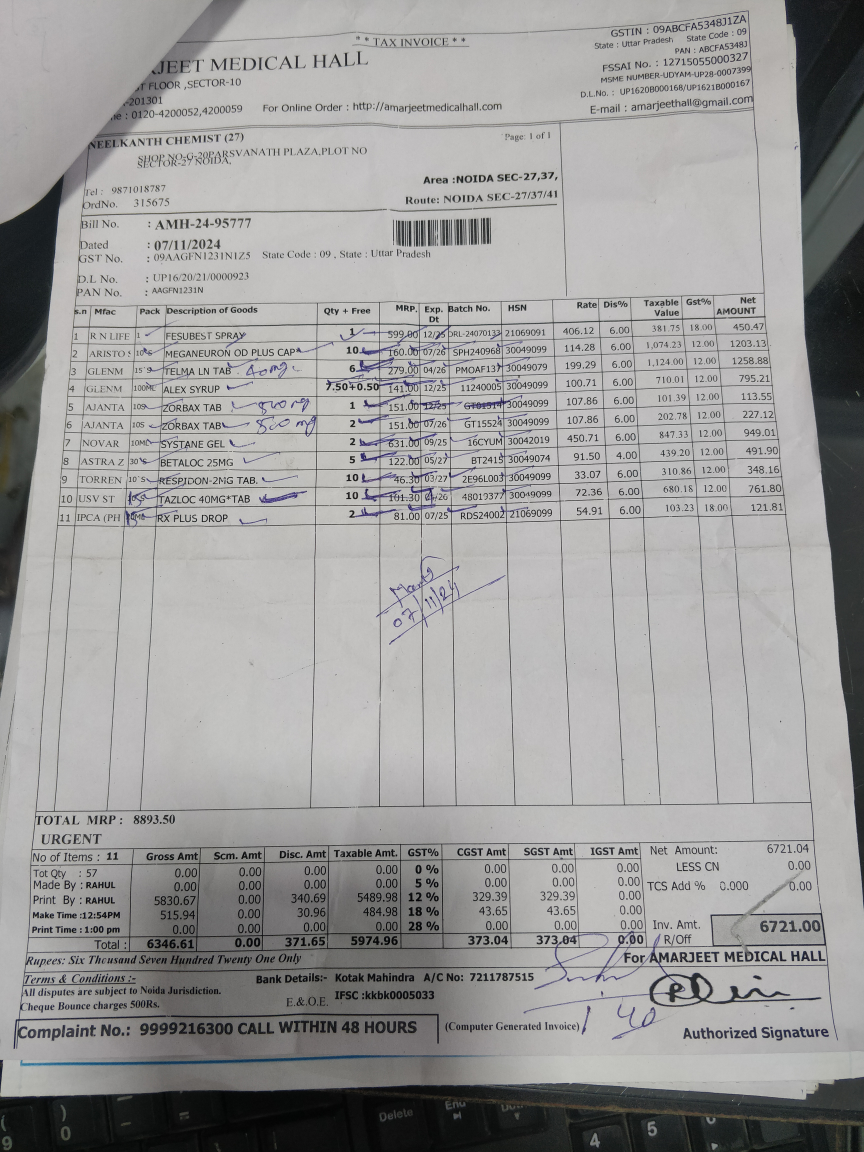 * * TAX INVOICE * *
GSTIN : 09ABCFA5348J1ZA
State : Uttar Pradesh State Code : 09
PAN : ABCFA5348J
FSSAI No. : 12715055000327
MSME NUMBER-UDYAM-UP28-0007399
D.L.No. : UP1620B000168/UP1621B000167
E-mail : amarjeethall@gmail.com
RJEET MEDICAL HALL
FLOOR ,SECTOR-10
-201301
: 0120-4200052,4200059 For Online Order : http://amarjeetmedicalhall.com
NEELKANTH CHEMIST (27) Page: 1 of 1
SHOP NO-G-20PARSVANATH PLAZA,PLOT NO
SECTOR-27 NOIDA,
Tel : 9871018787 Area :NOIDA SEC-27,37,
OrdNo. 315675 Route: NOIDA SEC-27/37/41
Bill No. : AMH-24-95777
Dated : 07/11/2024
GST No. : 09AAGFN1231N1Z5 State Code : 09 , State : Uttar Pradesh
D.L No. : UP16/20/21/0000923
PAN No. : AAGFN1231N
s.n Mfac Pack Description of Goods Qty + Free MRP. Exp. Dt Batch No. HSN Rate Dis% Taxable Value Gst% Net AMOUNT
1 R N LIFE 1 FESUBEST SPRAY 1 599.00 12/25 DRL-24070133 21069091 406.12 6.00 381.75 18.00 450.47
2 ARISTO S 10'S MEGANEURON OD PLUS CAP 10 160.00 07/26 SPH240968 30049099 114.28 6.00 1,074.23 12.00 1203.13
3 GLENM 15's TELMA LN TAB 40mg 6 279.00 04/26 PMOAF137 30049079 199.29 6.00 1,124.00 12.00 1258.88
4 GLENM 100ML ALEX SYRUP 7.50+0.50 141.00 12/25 11240005 30049099 100.71 6.00 710.01 12.00 795.21
5 AJANTA 10S ZORBAX TAB 500mg 1 151.00 12/25 30049099 107.86 6.00 101.39 12.00 113.55
6 AJANTA 10S ZORBAX TAB 500 mg 2 151.00 07/26 GT15524 30049099 107.86 6.00 202.78 12.00 227.12
7 NOVAR 10ML SYSTANE GEL 2 631.00 09/25 16CYUM 30042019 450.71 6.00 847.33 12.00 949.01
8 ASTRA Z 30'S BETALOC 25MG 5 122.00 05/27 BT2415 30049074 91.50 4.00 439.20 12.00 491.90
9 TORREN 10'S RESPIDON-2MG TAB. 10 46.30 03/27 2E96L003 30049099 33.07 6.00 310.86 12.00 348.16
10 USV ST TAZLOC 40MG*TAB 10 101.30 /26 48019377 30049099 72.36 6.00 680.18 12.00 761.80
11 IPCA (PH RX PLUS DROP 2 81.00 07/25 RDS24002 21069099 54.91 6.00 103.23 18.00 121.81
07/11/24
TOTAL MRP : 8893.50
URGENT
No of Items : 11 Gross Amt Scm. Amt Disc. Amt Taxable Amt. GST% CGST Amt SGST Amt IGST Amt Net Amount: 6721.04
Tot Qty : 57 0.00 0.00 0.00 0.00 0 % 0.00 0.00 0.00 LESS CN 0.00
Made By : RAHUL 0.00 0.00 0.00 0.00 5 % 0.00 0.00 0.00 TCS Add % 0.000 0.00
Print By : RAHUL 5830.67 0.00 340.69 5489.98 12 % 329.39 329.39 0.00
Make Time :12:54PM 515.94 0.00 30.96 484.98 18 % 43.65 43.65 0.00 Inv. Amt. 6721.00
Print Time : 1:00 pm 0.00 0.00 0.00 0.00 28 % 0.00 0.00 0.00 R/Off
Total : 6346.61 0.00 371.65 5974.96 373.04 373.04 0.00
Rupees: Six Thousand Seven Hundred Twenty One Only For AMARJEET MEDICAL HALL
Terms & Conditions :- Bank Details:- Kotak Mahindra A/C No: 7211787515
All disputes are subject to Noida Jurisdiction. IFSC :kkbk0005033
Cheque Bounce charges 500Rs. E.& O.E.
Complaint No.: 9999216300 CALL WITHIN 48 HOURS (Computer Generated Invoice) 1 40 Authorized Signature
Delete
End
0
9
4
5